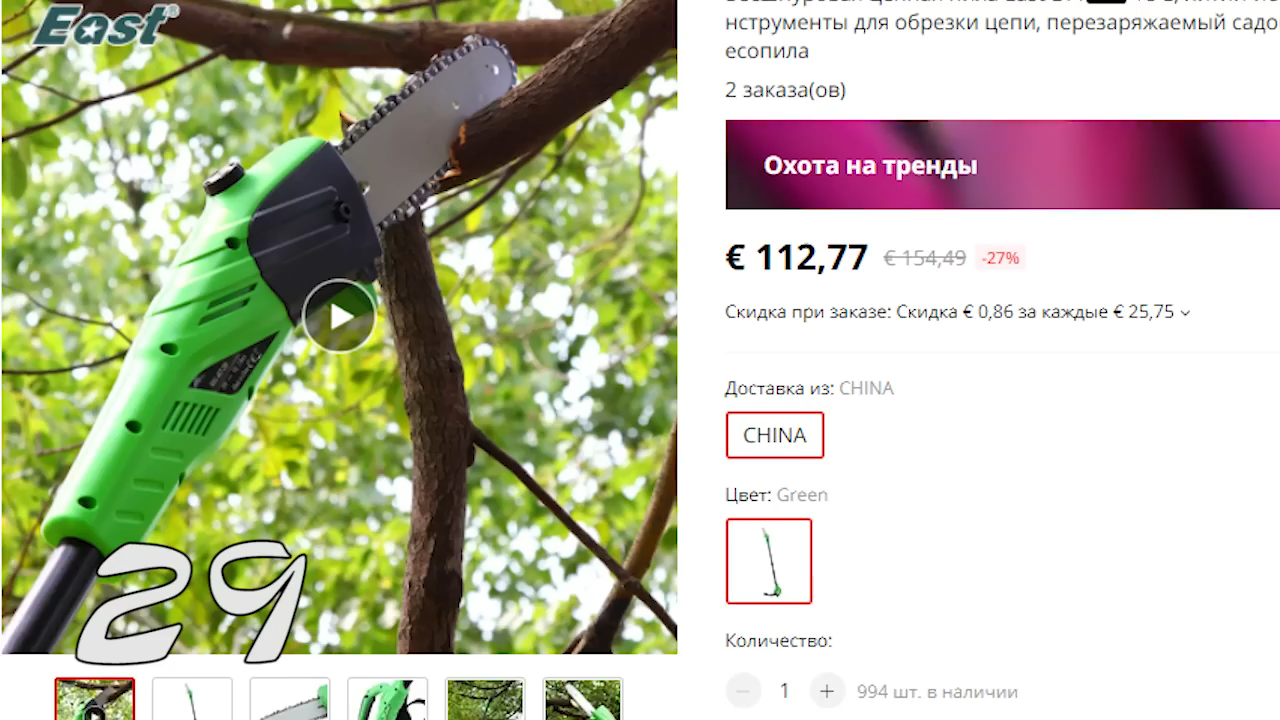 East®
нструменты для обрезки цепи, перезаряжаемый садо
есопила
2 заказа(ов)
Охота на тренды
€ 112,77 € 154,49 -27%
Скидка при заказе: Скидка € 0,86 за каждые € 25,75
Доставка из: CHINA
CHINA
Цвет: Green
Количество:
1 994 шт. в наличии
29